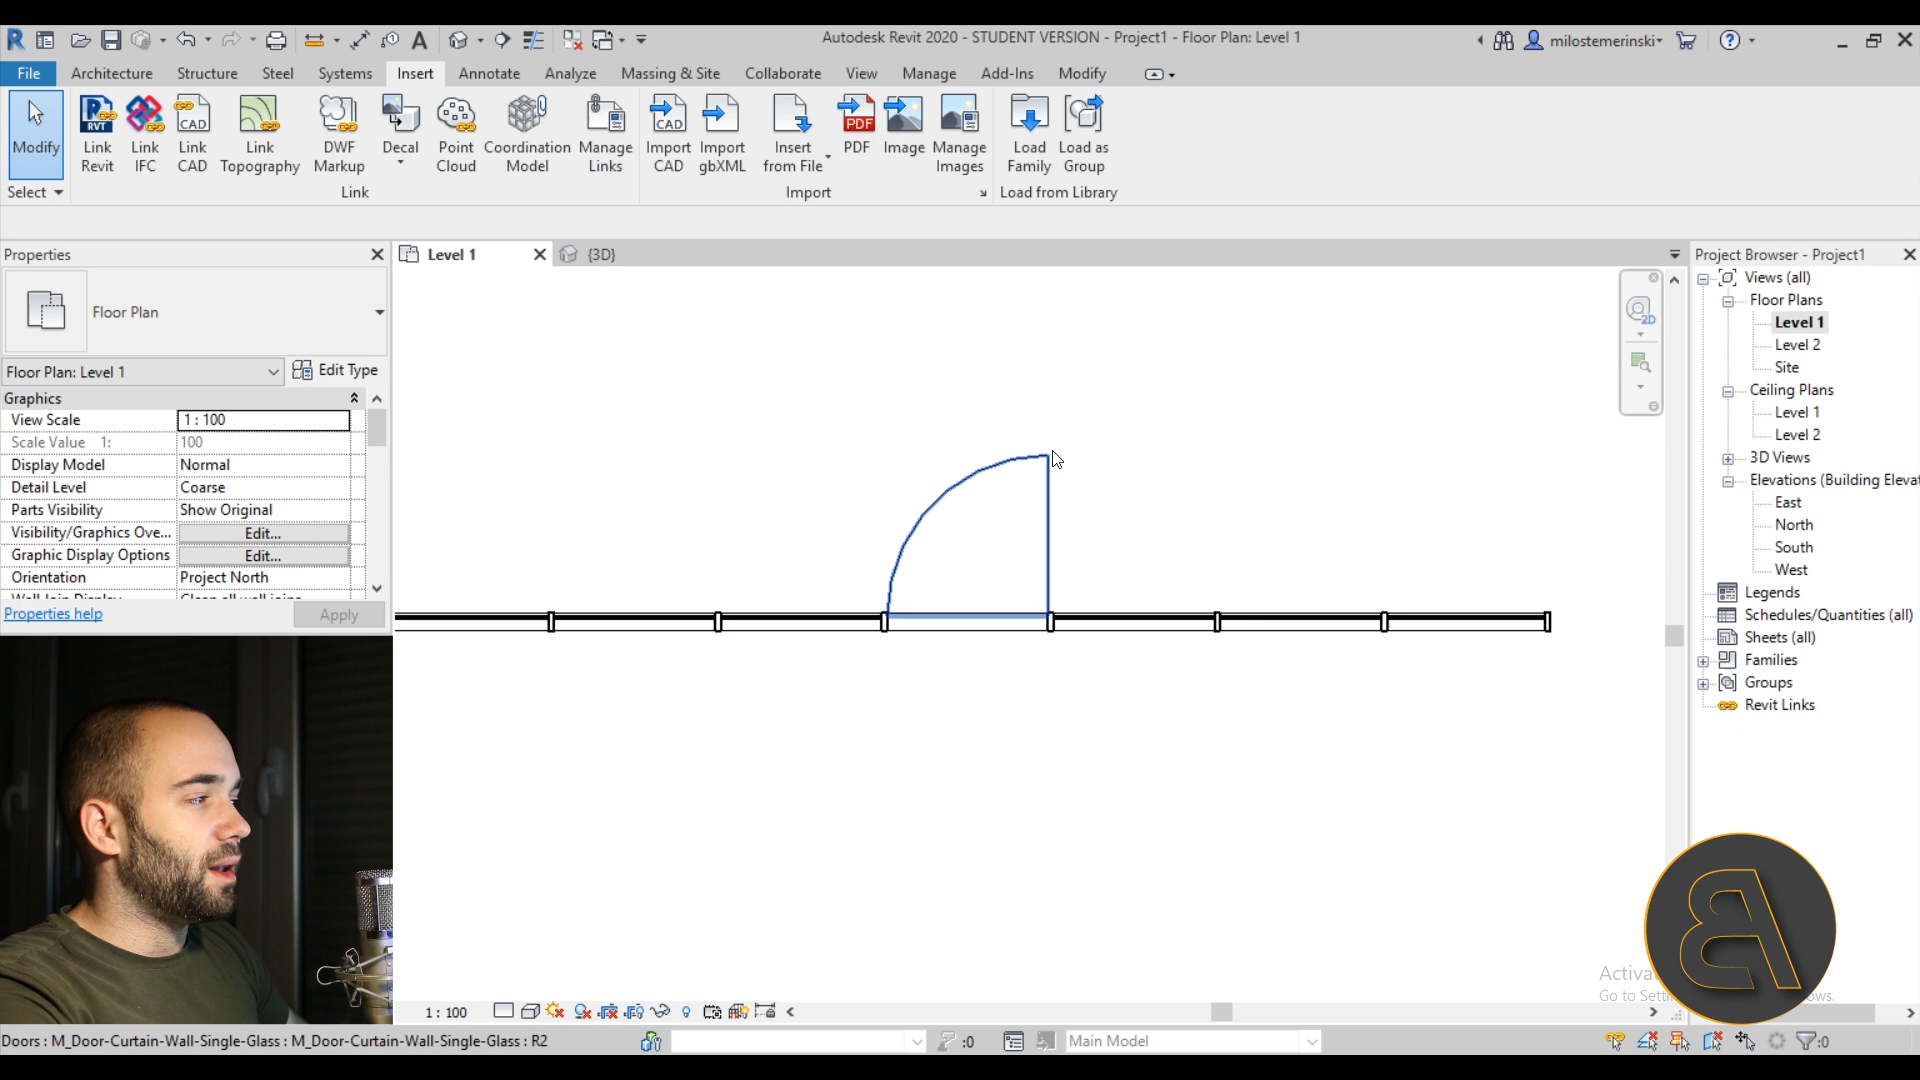 Autodesk Revit 2020 - STUDENT VERSION - Project1 - Floor Plan: Level 1
milostemerinski
File Architecture Structure Steel Systems Insert Annotate Analyze Massing & Site Collaborate View Manage Add-Ins Modify
Modify
Link Revit
Link IFC
Link CAD
Link Topography
DWF Markup
Decal
Point Cloud
Coordination Model
Manage Links
Import CAD
Import gbXML
Insert from File
PDF
Image
Manage Images
Load Family
Load as Group
Select
Link
Import
Load from Library
Properties
Floor Plan
Floor Plan: Level 1
Edit Type
Graphics
View Scale 1 : 100
Scale Value 1: 100
Display Model Normal
Detail Level Coarse
Parts Visibility Show Original
Visibility/Graphics Ove... Edit...
Graphic Display Options Edit...
Orientation Project North
Properties help
Apply
Level 1
{3D}
2D
Project Browser - Project1
Views (all)
Floor Plans
Level 1
Level 2
Site
Ceiling Plans
Level 1
Level 2
3D Views
Elevations (Building Elevat
East
North
South
West
Legends
Schedules/Quantities (all)
Sheets (all)
Families
Groups
Revit Links
1 : 100
Doors : M_Door-Curtain-Wall-Single-Glass : M_Door-Curtain-Wall-Single-Glass : R2
:0
Main Model
:0